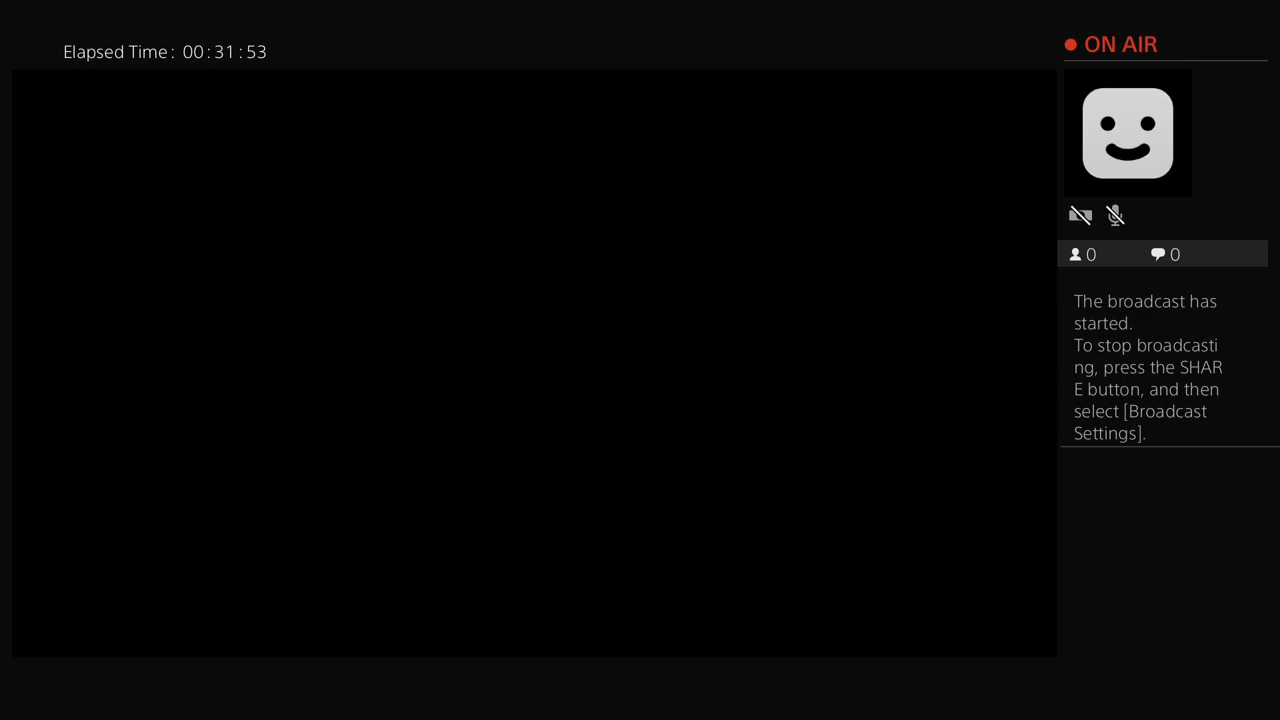 Elapsed Time: 00:31:53
ON AIR
0 0
The broadcast has
started.
To stop broadcasti
ng, press the SHAR
E button, and then
select [Broadcast
Settings].